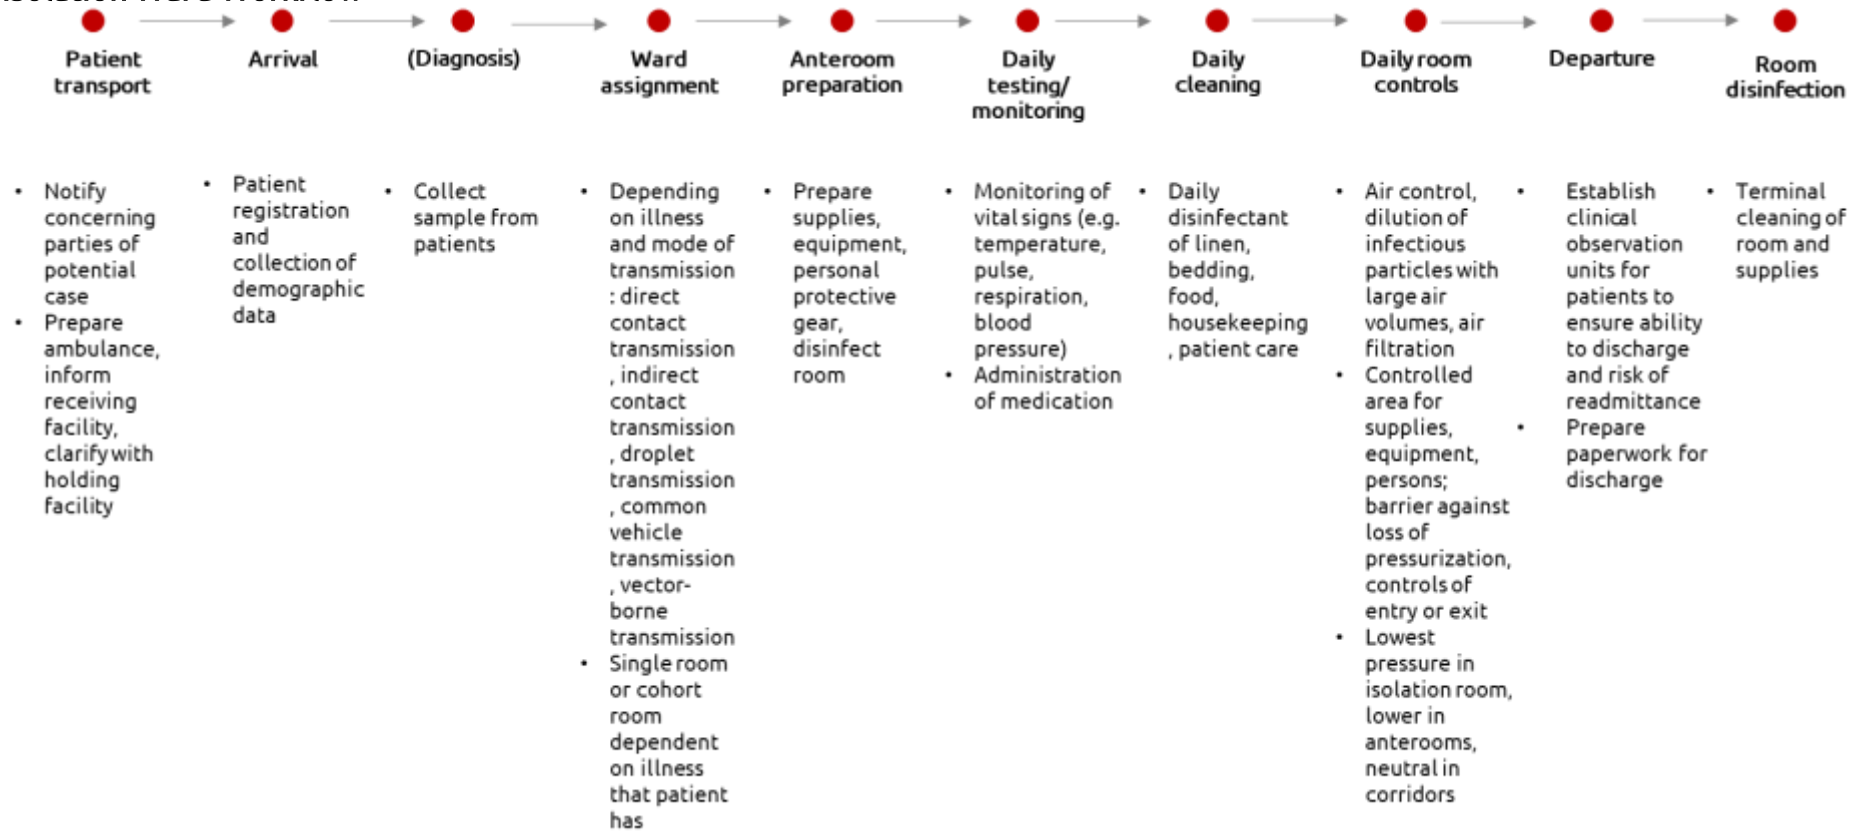 Patient
transport
Arrival
(Diagnosis)
Ward
assignment
Anteroom
preparation
Daily
testing/
monitoring
Daily
cleaning
Daily room
controls
Departure
Room
disinfection
• Notify
concerning
parties of
potential
case
• Prepare
ambulance,
inform
receiving
facility,
clarify with
holding
facility
• Patient
registration
and
collection of
demographic
data
• Collect
sample from
patients
• Depending
on illness
and mode of
transmission
: direct
contact
transmission
, indirect
contact
transmission
, droplet
transmission
, common
vehicle
transmission
, vector-
borne
transmission
• Single room
or cohort
room
dependent
on illness
that patient
has
• Prepare
supplies,
equipment,
personal
protective
gear,
disinfect
room
• Monitoring of
vital signs (e.g.
temperature,
pulse,
respiration,
blood
pressure)
• Administration
of medication
• Daily
disinfectant
of linen,
bedding,
food,
housekeeping
, patient care
• Air control,
dilution of
infectious
particles with
large air
volumes, air
filtration
• Controlled
area for
supplies,
equipment,
persons;
barrier against
loss of
pressurization,
controls of
entry or exit
• Lowest
pressure in
isolation room,
lower in
anterooms,
neutral in
corridors
• Establish
clinical
observation
units for
patients to
ensure ability
to discharge
and risk of
readmittance
• Prepare
paperwork for
discharge
• Terminal
cleaning of
room and
supplies